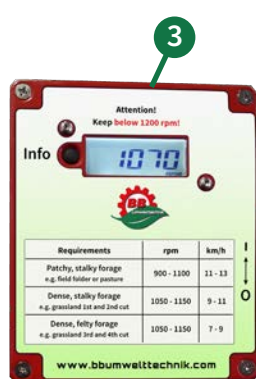 3
Attention!
Keep below 1200 rpm!
Info
1070
BB
UMWELTTECHNIK
Requirements rpm km/h
Patchy, stalky forage
e.g. field folder or pasture
900 - 1100 11 - 13
Dense, stalky forage
e.g. grassland 1st and 2nd cut
1050 - 1150 9 - 11
Dense, felty forage
e.g. grassland 3rd and 4th cut
1050 - 1150 7 - 9
I
O
www.bbumwelttechnik.com